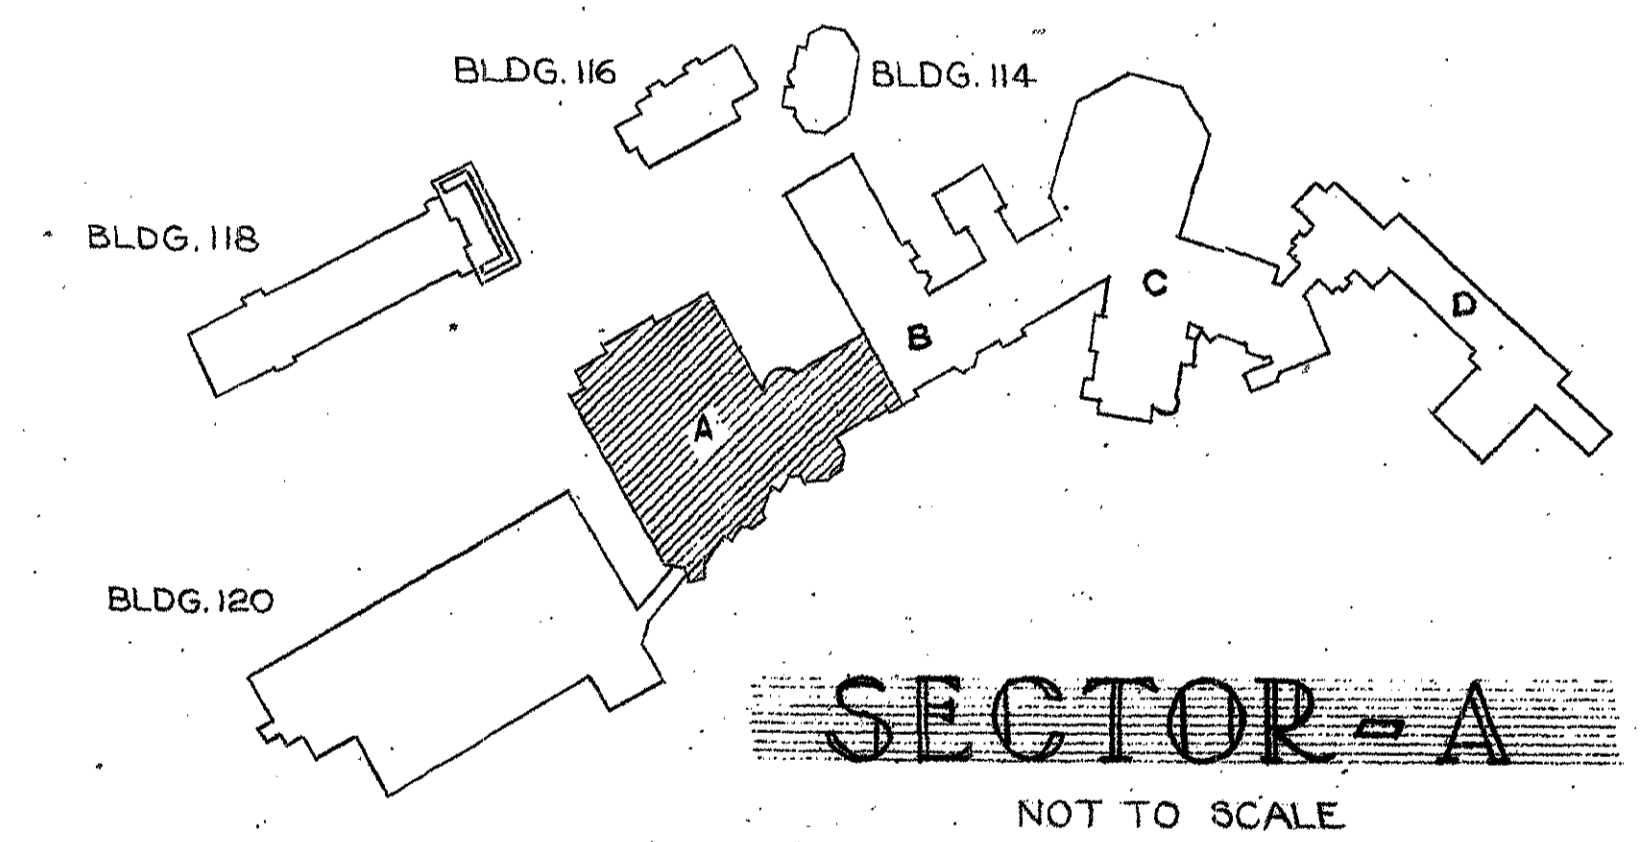 BLDG. 116
BLDG. 114
BLDG. 118
C
D
B
A
BLDG. 120
SECTOR-A
NOT TO SCALE